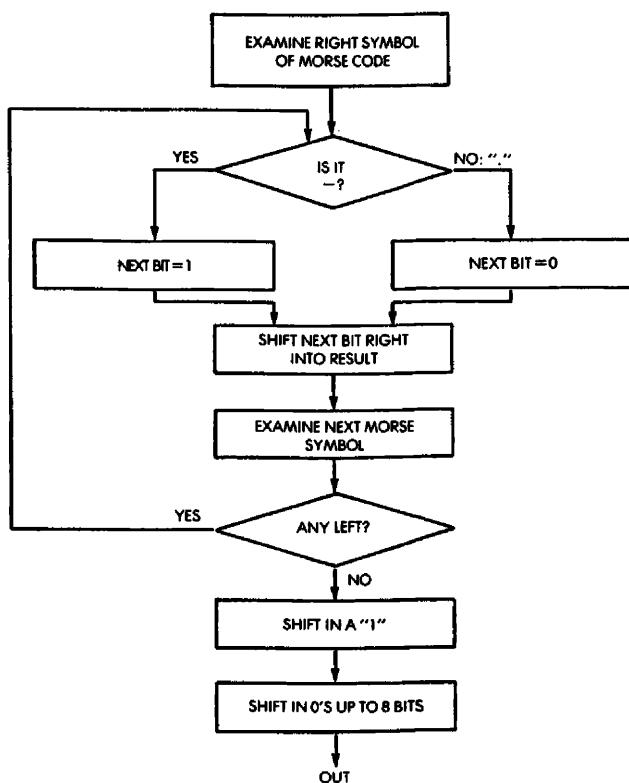 EXAMINE RIGHT SYMBOL
OF MORSE CODE
YES
IS IT
—?
NO: "."
NEXT BIT=1
NEXT BIT=0
SHIFT NEXT BIT RIGHT
INTO RESULT
EXAMINE NEXT MORSE
SYMBOL
YES
ANY LEFT?
NO
SHIFT IN A "1"
SHIFT IN 0'S UP TO 8 BITS
OUT